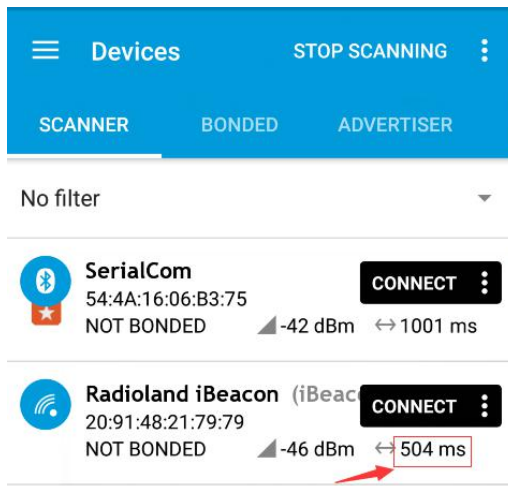 Devices STOP SCANNING
SCANNER BONDED ADVERTISER
No filter
SerialCom
CONNECT
54:4A:16:06:B3:75
NOT BONDED -42 dBm 1001 ms
Radioland iBeacon (iBeac
CONNECT
20:91:48:21:79:79
NOT BONDED -46 dBm 504 ms